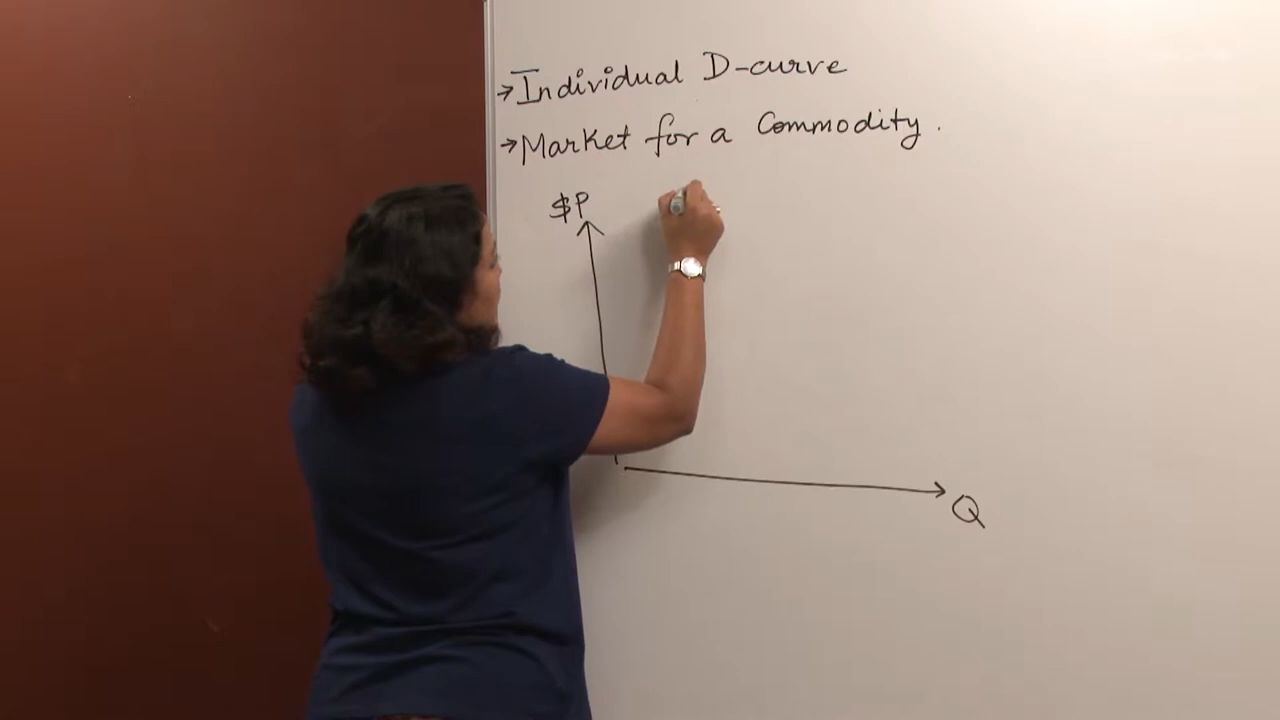 →Individual D-curve
→Market for a Commodity.
$P
Q